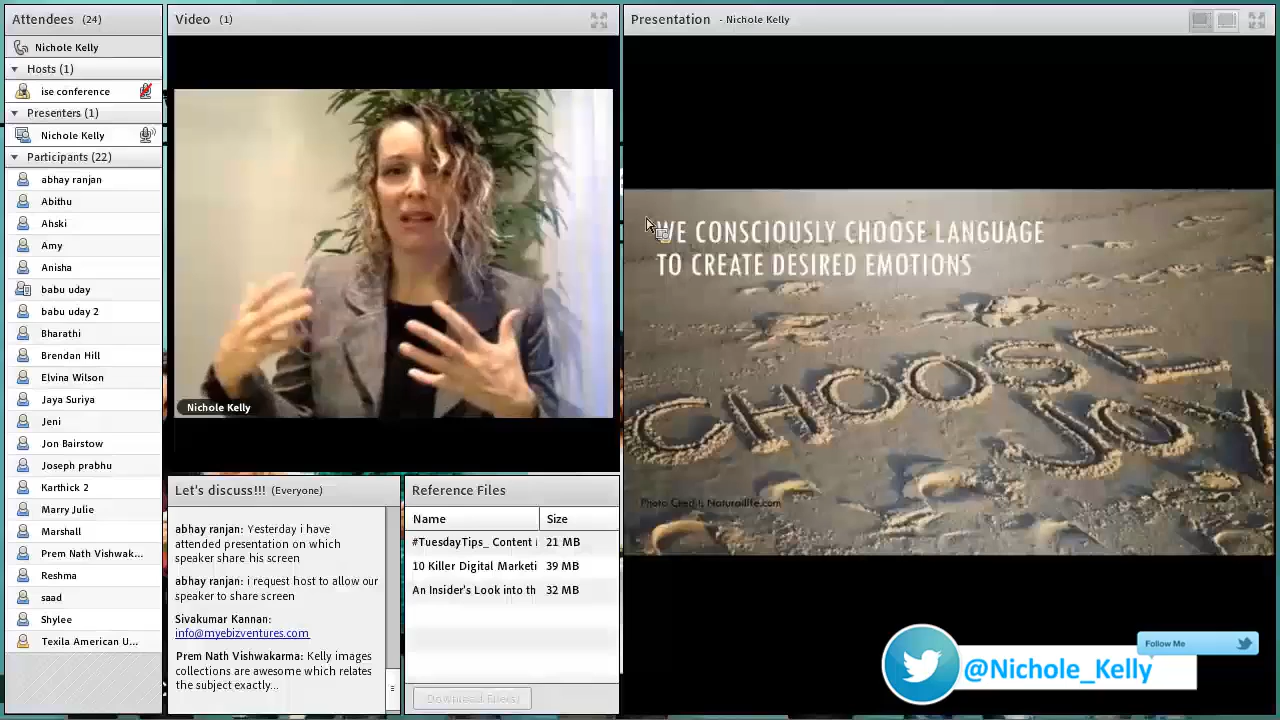 Attendees (24)
Nichole Kelly
Hosts (1)
ise conference
Presenters (1)
Nichole Kelly
Participants (22)
abhay ranjan
Abithu
Ahski
Amy
Anisha
babu uday
babu uday 2
Bharathi
Brendan Hill
Elvina Wilson
Jaya Suriya
Jeni
Jon Bairstow
Joseph prabhu
Karthick 2
Mary Julie
Marshall
Prem Nath Vishwak...
Reshma
saad
Shylee
Texila American U...
Video (1)
Nichole Kelly
Let's discuss!!! (Everyone)
abhay ranjan: Yesterday i have
attended presentation on which
speaker share his screen
abhay ranjan: i request host to allow our
speaker to share screen
Sivakumar Kannan:
info@myebizventures.com
Prem Nath Vishwakarma: Kelly images
collections are awesome which relates
the subject exactly...
Reference Files
Name Size
#TuesdayTips_ Content i 21 MB
10 Killer Digital Marketi 39 MB
An Insider's Look into th 32 MB
Download File(s)
Presentation - Nichole Kelly
WE CONSCIOUSLY CHOOSE LANGUAGE
TO CREATE DESIRED EMOTIONS
CHOOSE
JOY
Photo Credit: Naturallife.com
Follow Me
@Nichole_Kelly